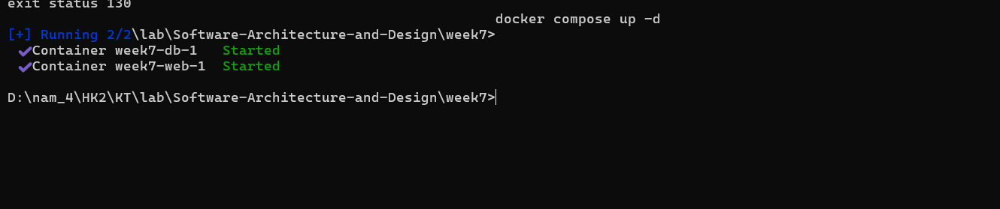 exit status 130
docker compose up -d
[+] Running 2/2\lab\Software-Architecture-and-Design\week7>
✔Container week7-db-1 Started
✔Container week7-web-1 Started
D:\nam_4\HK2\KT\lab\Software-Architecture-and-Design\week7>